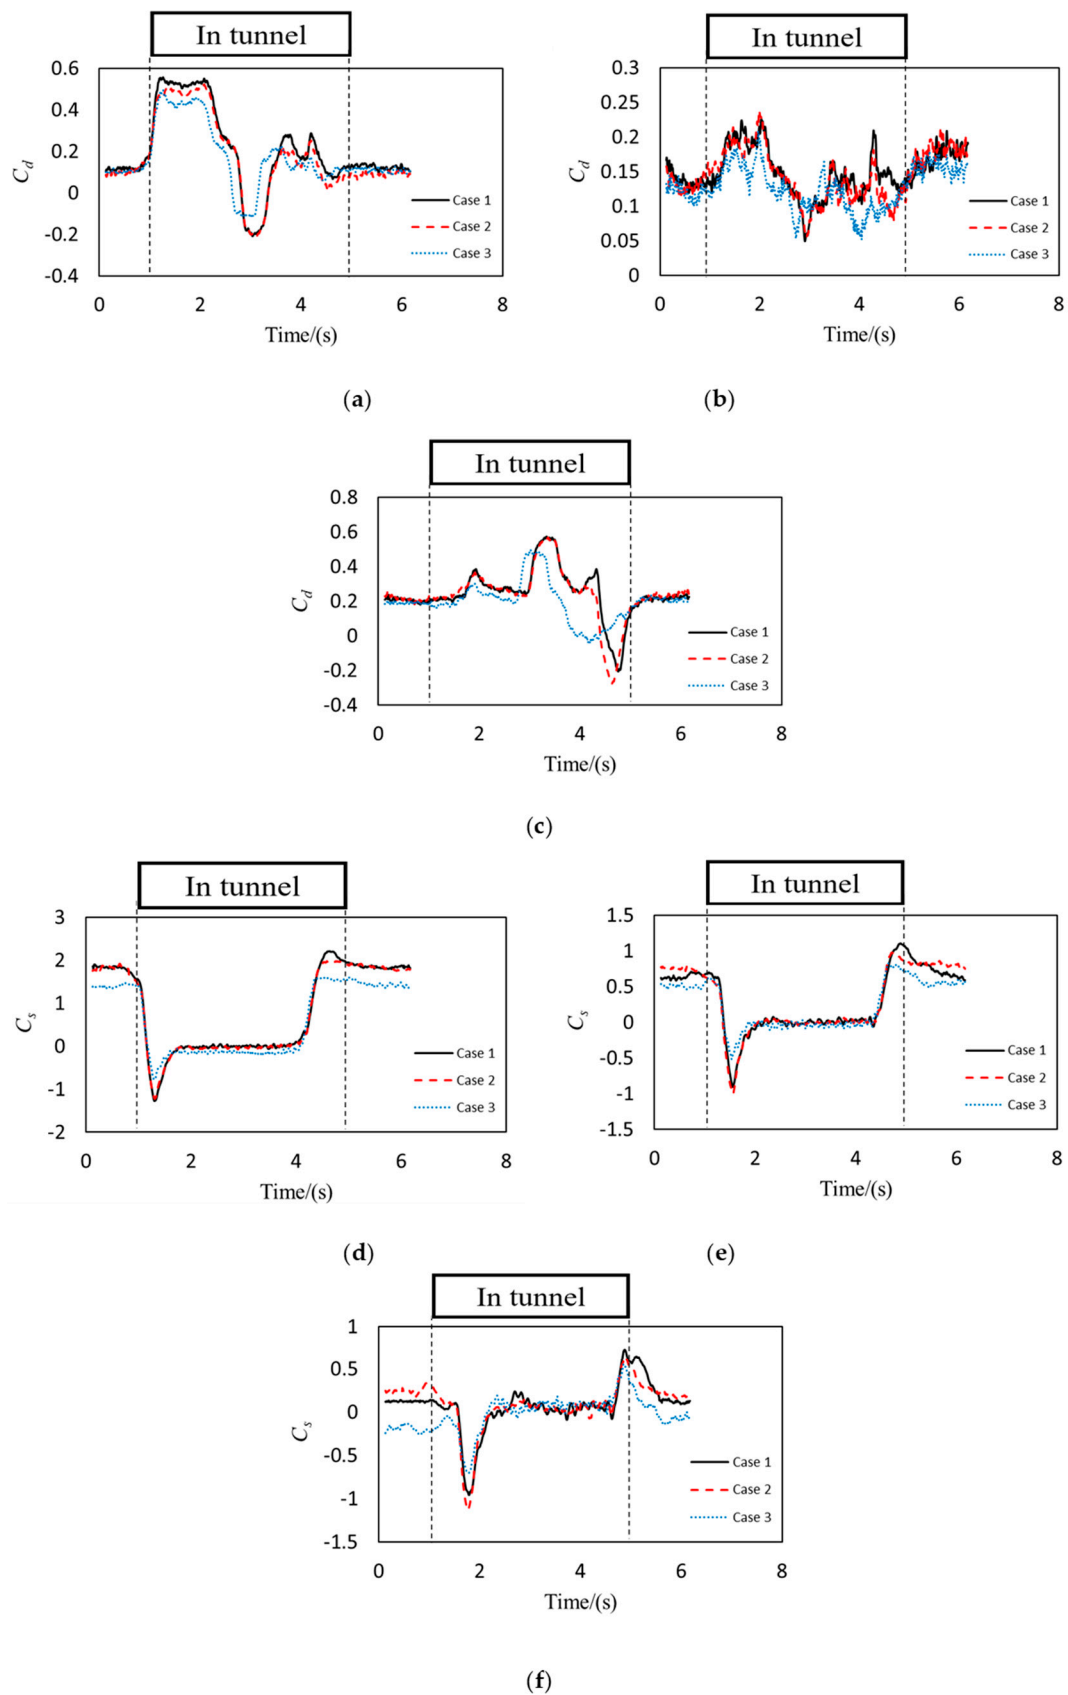 In tunnel
In tunnel
0.6
0.4
0.2
0
-0.2
-0.4
C_d
Case 1
Case 2
Case 3
0 2 4 6 8
Time/(s)
0.3
0.25
0.2
0.15
0.1
0.05
0
C_d
Case 1
Case 2
Case 3
0 2 4 6 8
Time/(s)
(a)
(b)
In tunnel
0.8
0.6
0.4
0.2
0
-0.2
-0.4
C_d
Case 1
Case 2
Case 3
0 2 4 6 8
Time/(s)
(c)
In tunnel
In tunnel
3
2
1
0
-1
-2
C_s
Case 1
Case 2
Case 3
0 2 4 6 8
Time/(s)
1.5
1
0.5
0
-0.5
-1
-1.5
C_s
Case 1
Case 2
Case 3
0 2 4 6 8
Time/(s)
(d)
(e)
In tunnel
1
0.5
0
-0.5
-1
-1.5
C_s
Case 1
Case 2
Case 3
0 2 4 6 8
Time/(s)
(f)